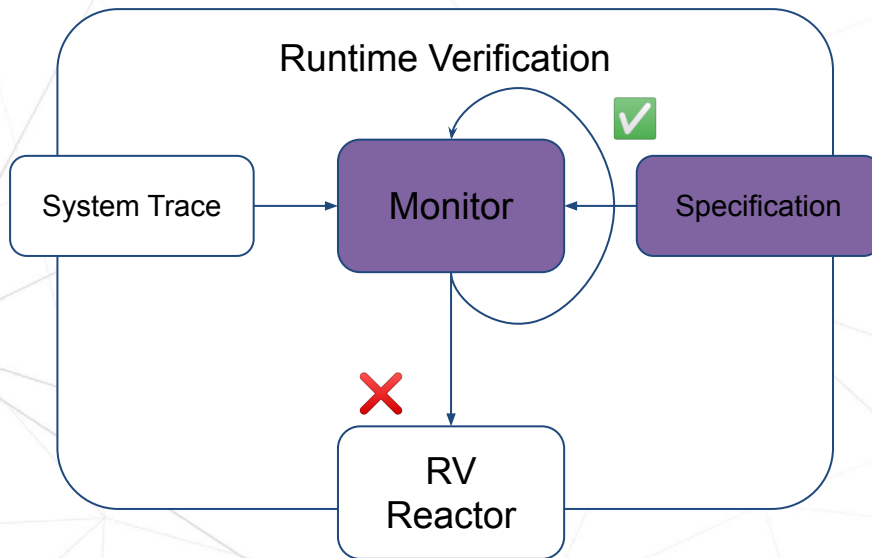 Runtime Verification
System Trace
Monitor
Specification
RV
Reactor